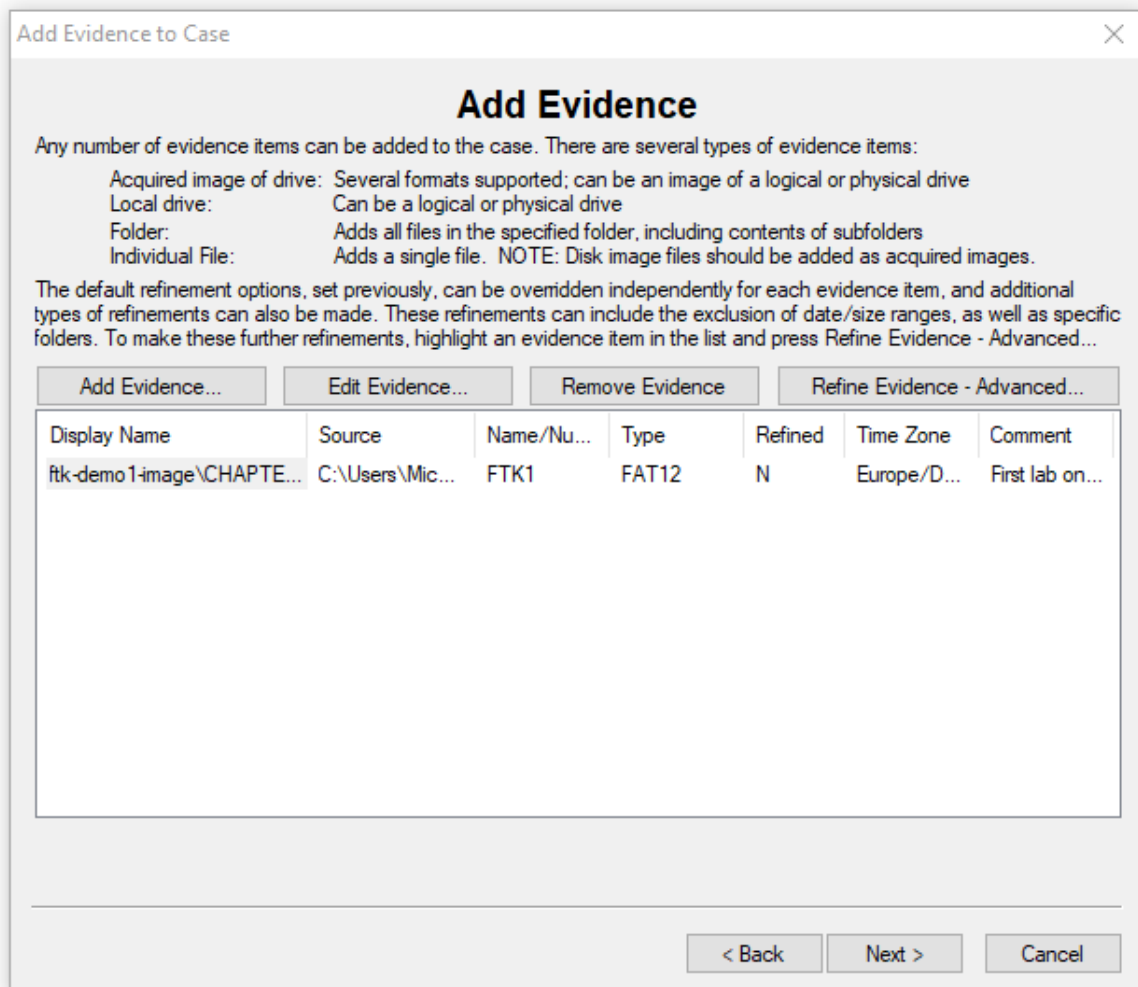 Add Evidence to Case
Add Evidence
Any number of evidence items can be added to the case. There are several types of evidence items:
Acquired image of drive: Several formats supported; can be an image of a logical or physical drive
Local drive: Can be a logical or physical drive
Folder: Adds all files in the specified folder, including contents of subfolders
Individual File: Adds a single file. NOTE: Disk image files should be added as acquired images.
The default refinement options, set previously, can be overridden independently for each evidence item, and additional
types of refinements can also be made. These refinements can include the exclusion of date/size ranges, as well as specific
folders. To make these further refinements, highlight an evidence item in the list and press Refine Evidence - Advanced...
Add Evidence... Edit Evidence... Remove Evidence Refine Evidence - Advanced...
Display Name Source Name/Nu... Type Refined Time Zone Comment
ftk-demo1-image\CHAPTE... C:\Users\Mic... FTK1 FAT12 N Europe/D... First lab on...
< Back Next > Cancel